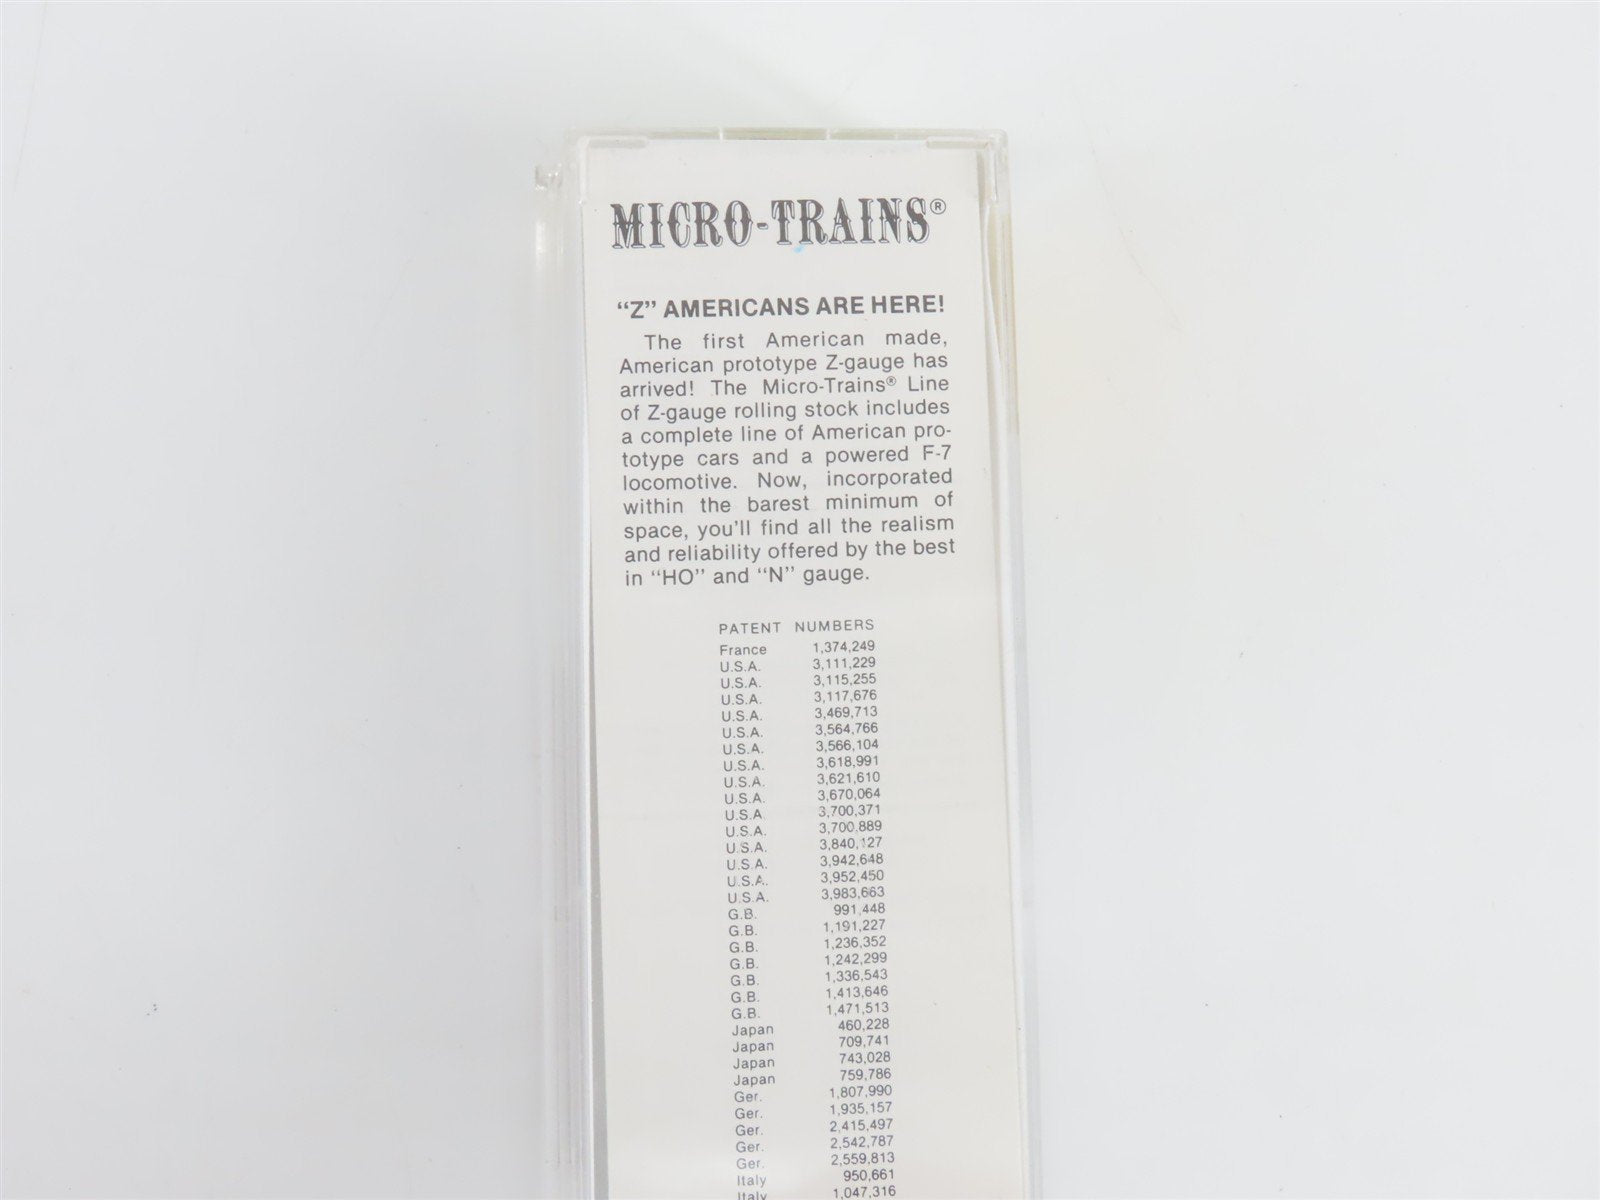 MICRO-TRAINS®
“Z” AMERICANS ARE HERE!
The first American made,
American prototype Z-gauge has
arrived! The Micro-Trains® Line
of Z-gauge rolling stock includes
a complete line of American pro-
totype cars and a powered F-7
locomotive. Now, incorporated
within the barest minimum of
space, you’ll find all the realism
and reliability offered by the best
in “HO” and “N” gauge.
PATENT NUMBERS
France 1,374,249
U.S.A. 3,111,229
U.S.A. 3,115,255
U.S.A. 3,117,676
U.S.A. 3,469,713
U.S.A. 3,564,766
U.S.A. 3,566,104
U.S.A. 3,618,991
U.S.A. 3,621,610
U.S.A. 3,670,064
U.S.A 3,700,371
U.S.A. 3,700,889
U.S.A. 3,840,127
U.S.A. 3,942,648
U.S.A. 3,952,450
U.S.A. 3,983,663
G.B. 991,448
G.B. 1,191,227
G.B. 1,236,352
G.B. 1,242,299
G.B. 1,336,543
G.B. 1,413,646
G.B. 1,471,513
Japan 460,228
Japan 709,741
Japan 743,028
Japan 759,786
Ger. 1,807,990
Ger. 1,935,157
Ger. 2,415,497
Ger. 2,542,787
Ger. 2,559,813
Italy 950,661
Italy 1,047,316